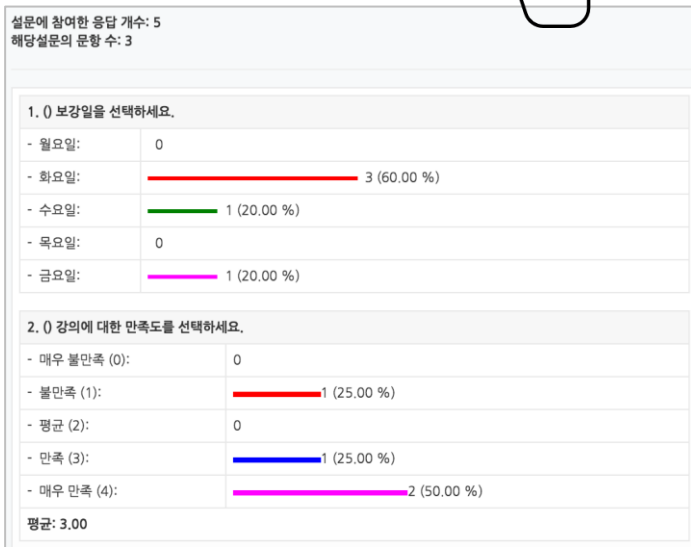 설문에 참여한 응답 개수: 5
해당설문의 문항 수: 3
1. () 보강일을 선택하세요.
- 월요일: 0
- 화요일: 3 (60.00 %)
- 수요일: 1 (20.00 %)
- 목요일: 0
- 금요일: 1 (20.00 %)
2. () 강의에 대한 만족도를 선택하세요.
- 매우 불만족 (0): 0
- 불만족 (1): 1 (25.00 %)
- 평균 (2): 0
- 만족 (3): 1 (25.00 %)
- 매우 만족 (4): 2 (50.00 %)
평균: 3.00